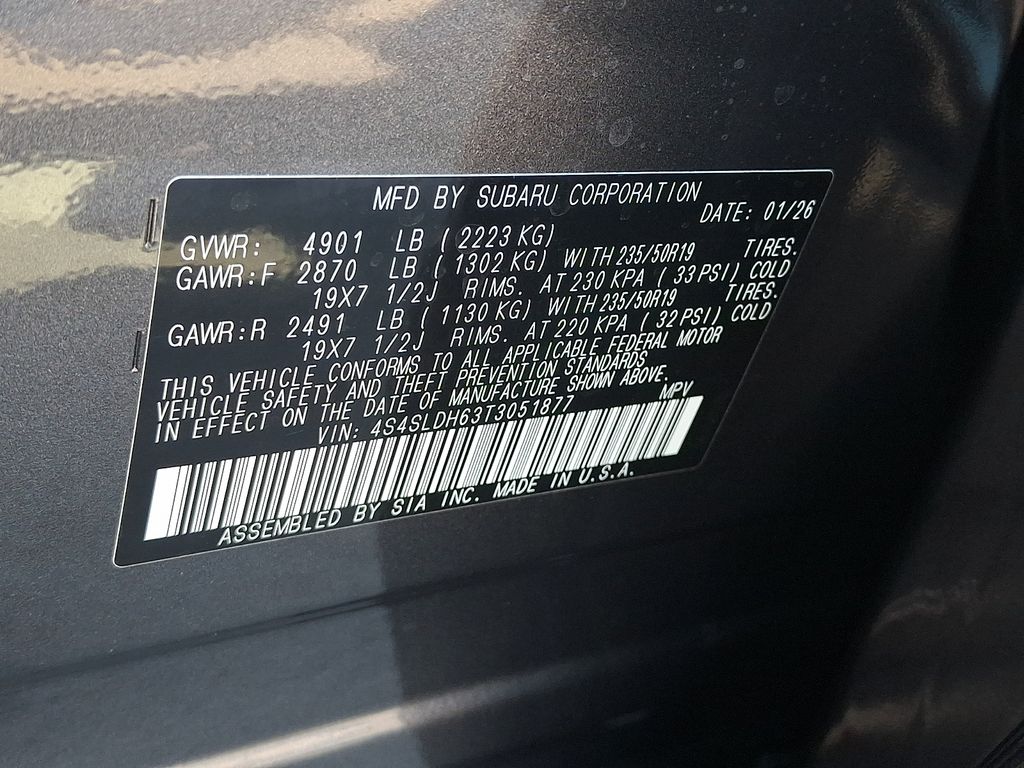 MFD BY SUBARU CORPORATION
DATE: 01/26
GVWR: 4901 LB (2223 KG)
GAWR:F 2870 LB (1302 KG) WITH 235/50R19 TIRES.
19X7 1/2J RIMS. AT 230 KPA (33 PSI) COLD
GAWR:R 2491 LB (1130 KG) WITH 235/50R19 TIRES.
19X7 1/2J RIMS. AT 220 KPA (32 PSI) COLD
THIS VEHICLE CONFORMS TO ALL APPLICABLE FEDERAL MOTOR
VEHICLE SAFETY AND THEFT PREVENTION STANDARDS
IN EFFECT ON THE DATE OF MANUFACTURE SHOWN ABOVE.
VIN: 4S4SLDH63T3051877 MPV
ASSEMBLED BY SIA INC. MADE IN U.S.A.